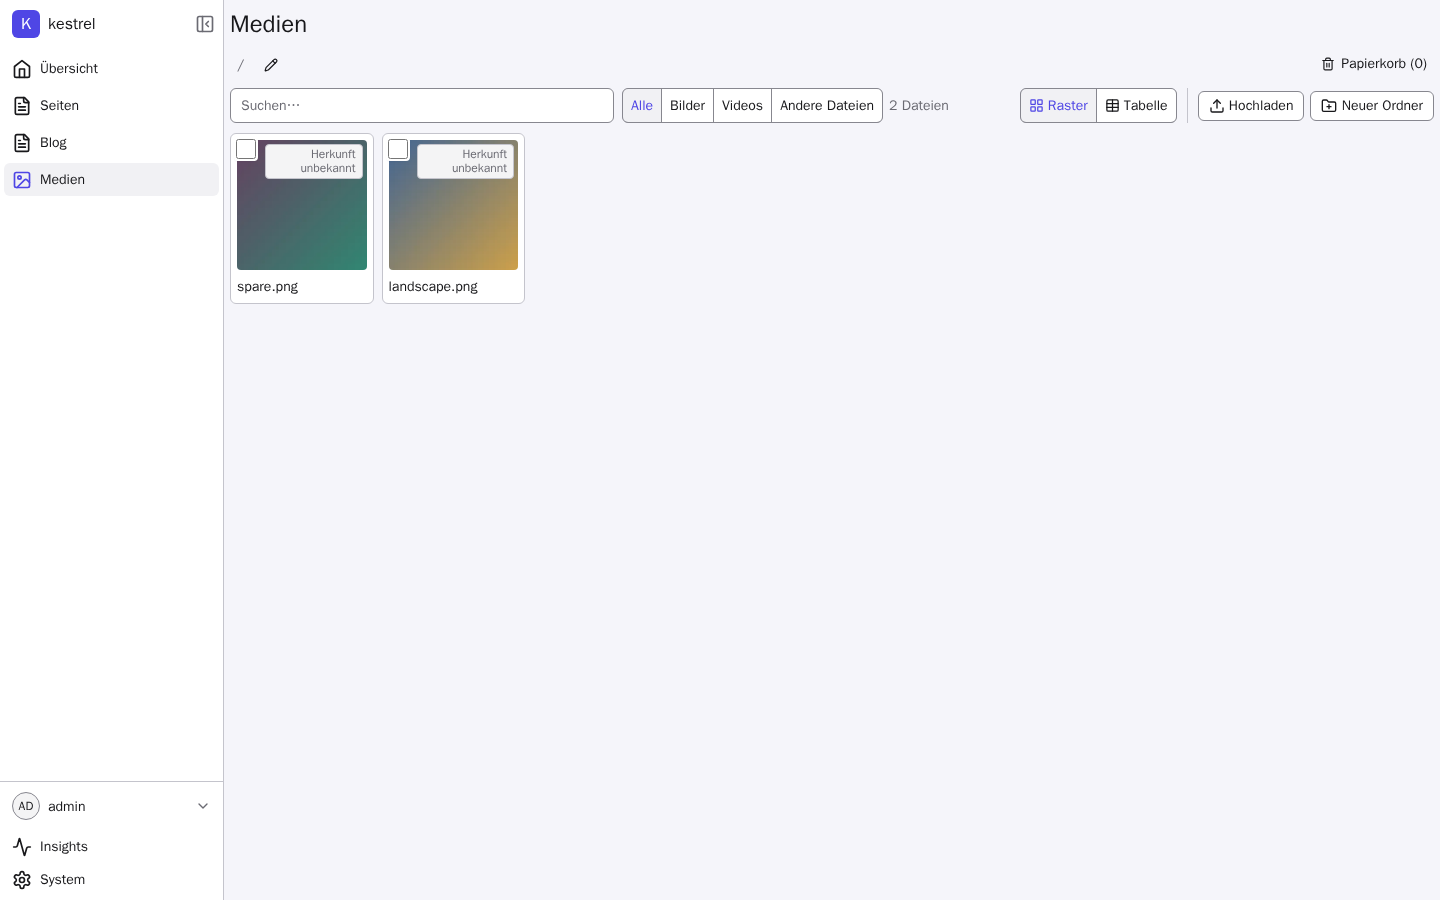 K kestrel
Übersicht
Seiten
Blog
Medien
AD admin
Insights
System
Medien
/
Papierkorb (0)
Suchen…
Alle Bilder Videos Andere Dateien 2 Dateien
Raster Tabelle Hochladen Neuer Ordner
Herkunft
unbekannt
spare.png
Herkunft
unbekannt
landscape.png